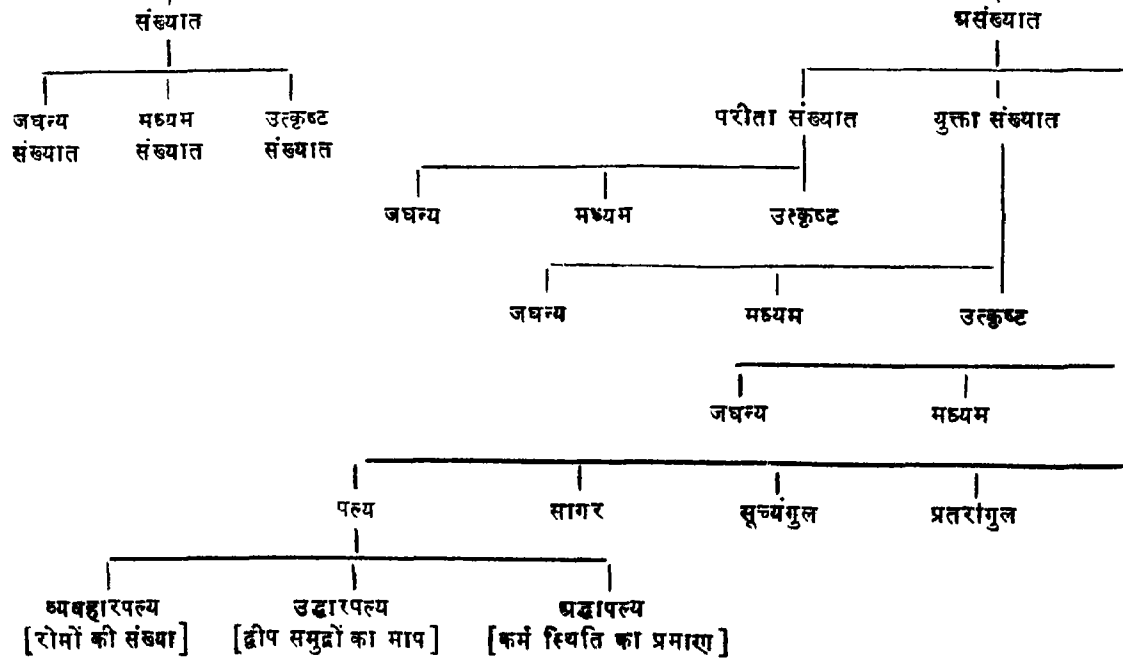 संख्यात असंख्यात
जघन्य मध्यम उत्कृष्ट परीता संख्यात युक्ता संख्यात
संख्यात संख्यात संख्यात
जघन्य मध्यम उत्कृष्ट
जघन्य मध्यम उत्कृष्ट
जघन्य मध्यम
पल्य सागर सूच्यंगुल प्रतरांगुल
व्यवहारपल्य उद्धारपल्य अद्धापल्य
[रोमों की संख्या] [द्वीप समुद्रों का माप] [कर्म स्थिति का प्रमाण]